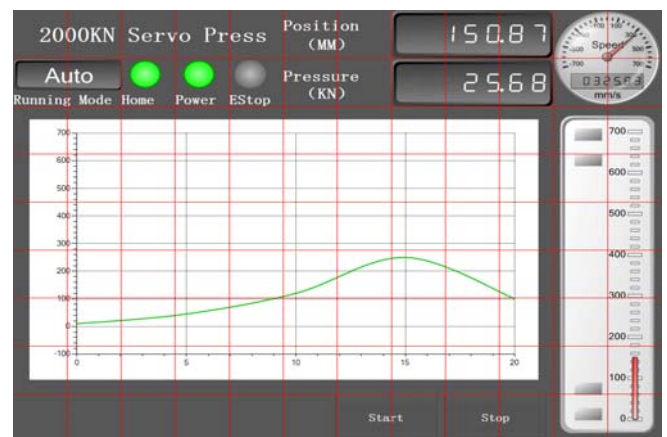 2000KN Servo Press
Position
(MM)
150.87
Auto
Running Mode
Home
Power
EStop
Pressure
(KN)
25.68
Speed
mm/s
700
600
500
400
300
200
100
0
-100
0
5
10
15
20
700
600
500
400
300
200
100
0
Start
Stop